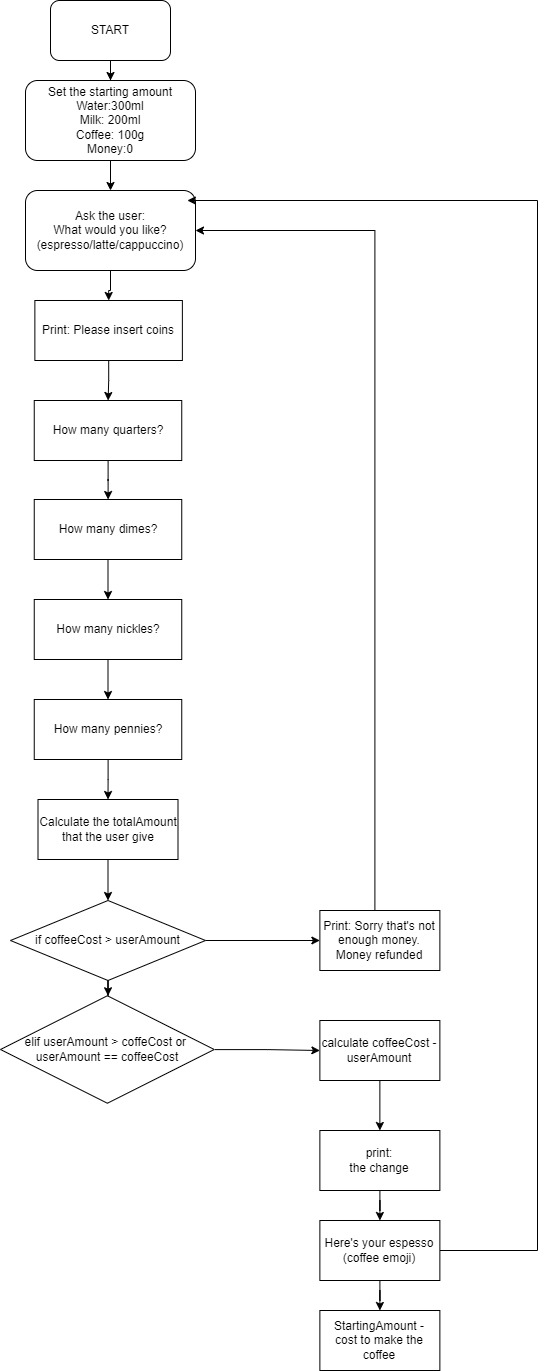 START
Set the starting amount
Water:300ml
Milk: 200ml
Coffee: 100g
Money:0
Ask the user:
What would you like?
(espresso/latte/cappuccino)
Print: Please insert coins
How many quarters?
How many dimes?
How many nickles?
How many pennies?
Calculate the totalAmount
that the user give
if coffeeCost > userAmount
Print: Sorry that's not
enough money.
Money refunded
elif userAmount > coffeCost or
userAmount == coffeeCost
calculate coffeeCost -
userAmount
print:
the change
Here's your espesso
(coffee emoji)
StartingAmount -
cost to make the
coffee